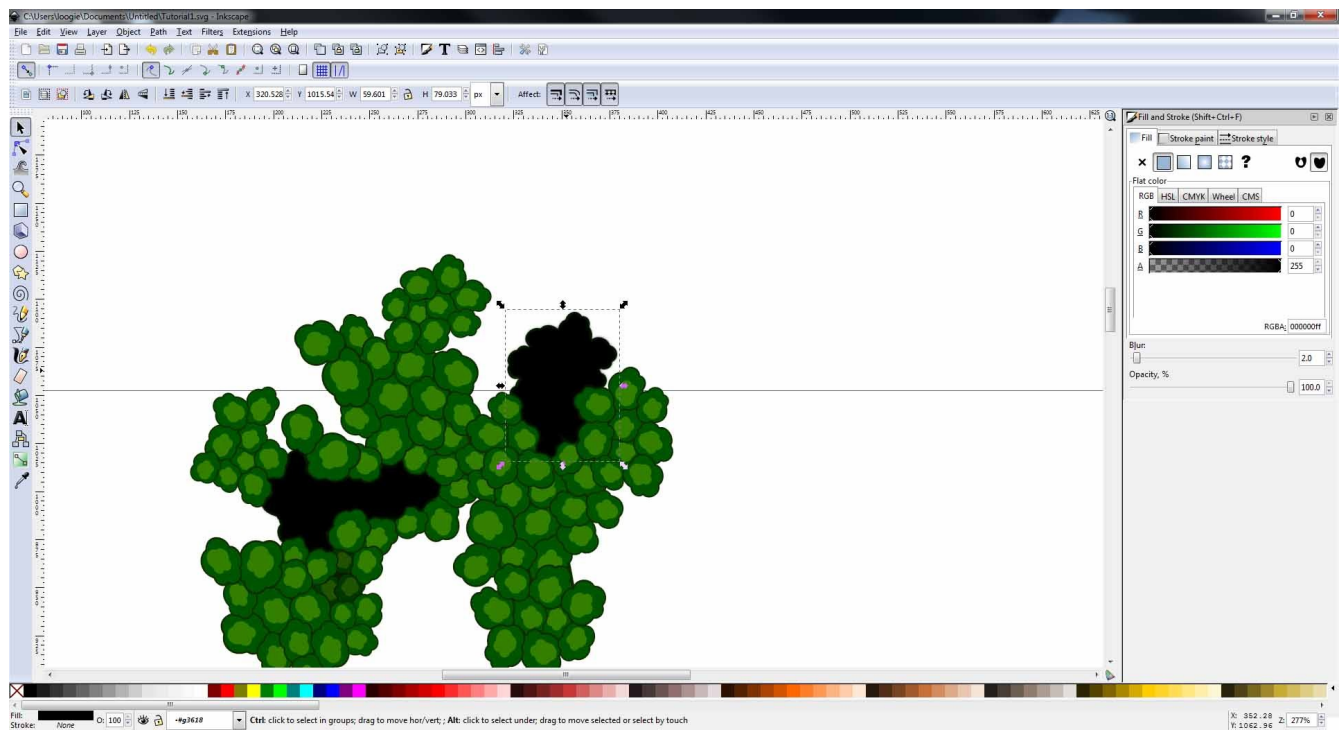 C:\Users\loogie\Documents\Untitled\Tutorial1.svg - Inkscape
File Edit View Layer Object Path Text Filters Extensions Help
X 320.528 Y 1015.54 W 59.601 H 79.033 px Affect:
Fill and Stroke (Shift+Ctrl+F)
Fill Stroke paint Stroke style
Flat color
RGB HSL CMYK Wheel CMS
R 0
G 0
B 0
A 255
RGBA: 000000ff
Blur:
2.0
Opacity, %
100.0
Fill:
Stroke: None O: 100 -#g3618 Ctrl: click to select in groups; drag to move hor/vert; ; Alt: click to select under; drag to move selected or select by touch
X: 352.28
Y: 1062.96 Z: 277%